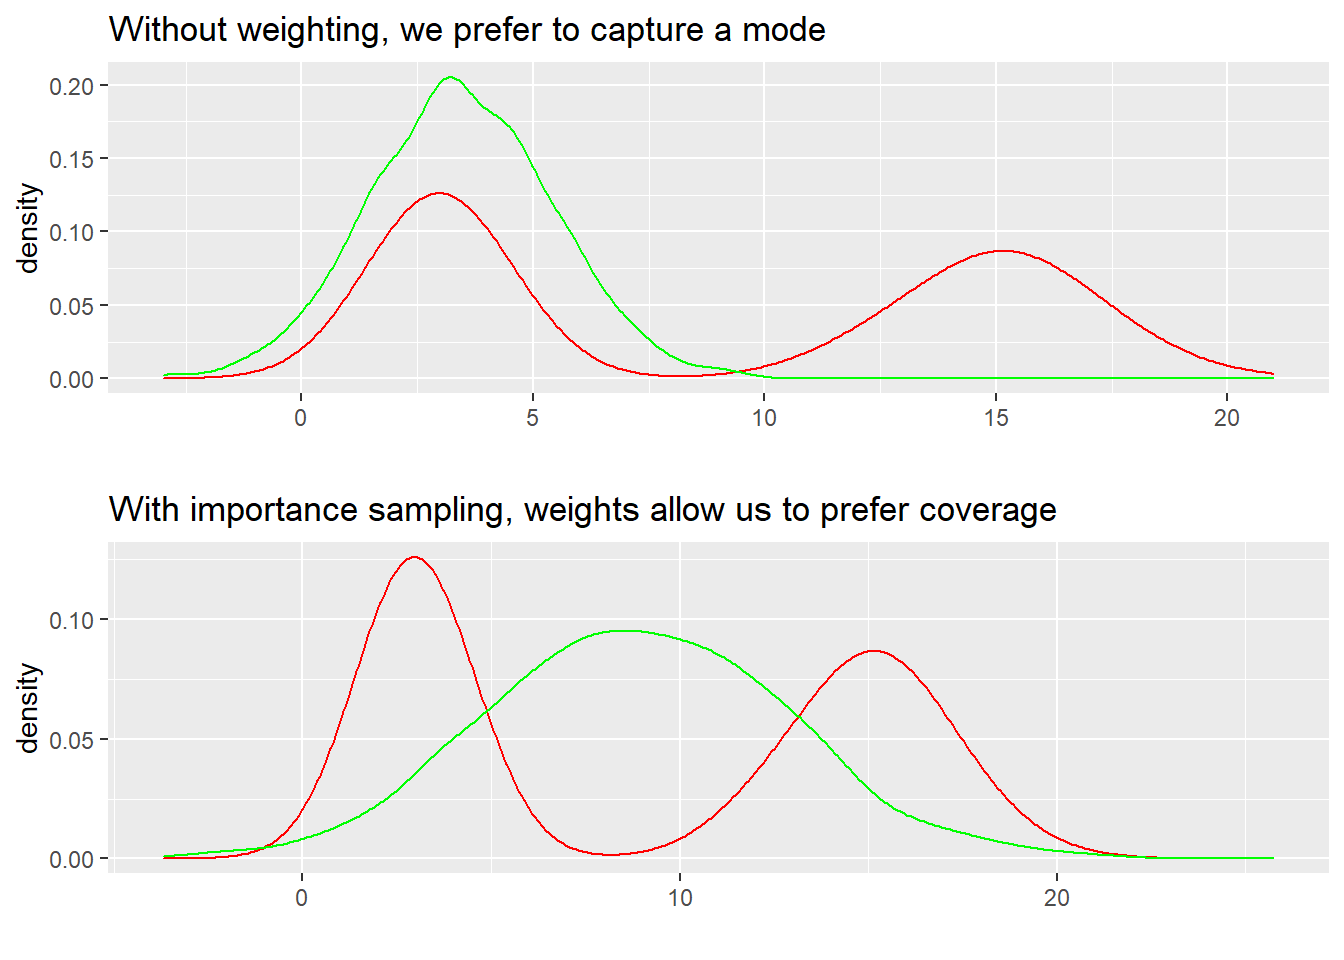 Without weighting, we prefer to capture a mode
0.20
0.15
0.10
0.05
0.00
density
0 5 10 15 20
With importance sampling, weights allow us to prefer coverage
0.10
0.05
0.00
density
0 10 20